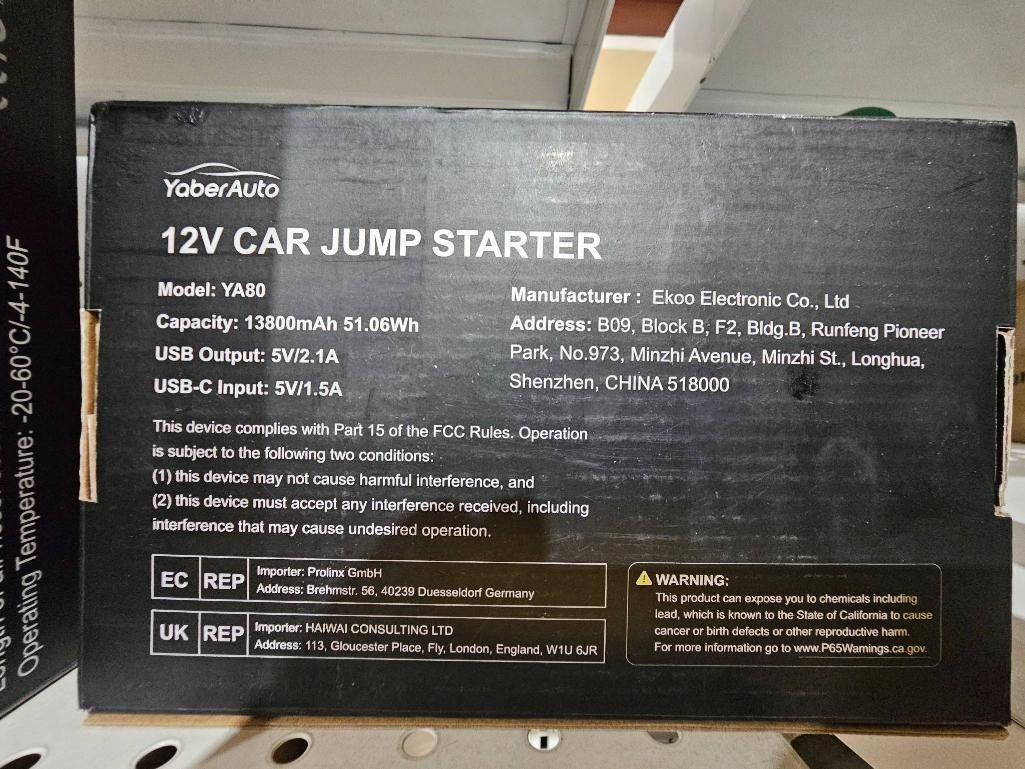 YaberAuto
12V CAR JUMP STARTER
Model: YA80
Capacity: 13800mAh 51.06Wh
USB Output: 5V/2.1A
USB-C Input: 5V/1.5A
Manufacturer : Ekoo Electronic Co., Ltd
Address: B09, Block B, F2, Bldg.B, Runfeng Pioneer
Park, No.973, Minzhi Avenue, Minzhi St., Longhua,
Shenzhen, CHINA 518000
This device complies with Part 15 of the FCC Rules. Operation
is subject to the following two conditions:
(1) this device may not cause harmful interference, and
(2) this device must accept any interference received, including
interference that may cause undesired operation.
EC REP
Importer: Prolinx GmbH
Address: Brehmstr. 56, 40239 Duesseldorf Germany
UK REP
Importer: HAIWAI CONSULTING LTD
Address: 113, Gloucester Place, Fly, London, England, W1U 6JR
WARNING:
This product can expose you to chemicals including
lead, which is known to the State of California to cause
cancer or birth defects or other reproductive harm.
For more information go to www.P65Warnings.ca.gov.
Operating Temperature: -20-60°C/-4-140F